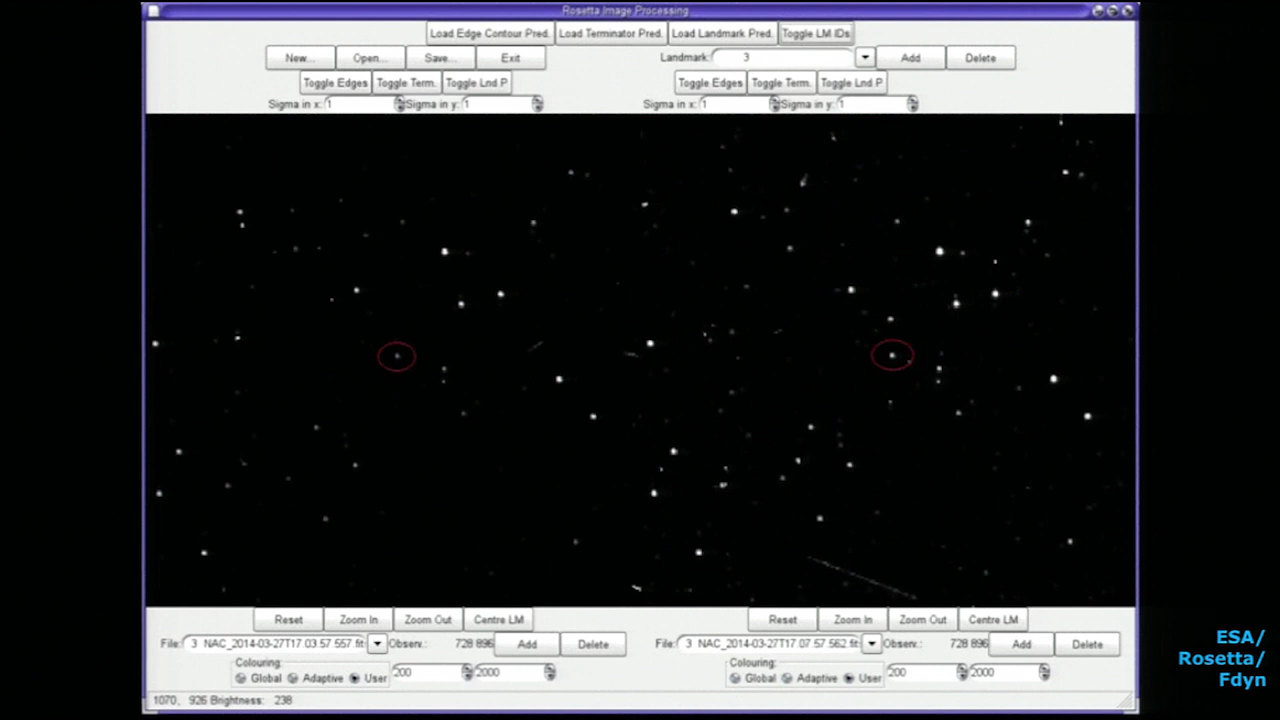 Rosetta Image Processing
Load Edge Contour Pred. Load Terminator Pred. Load Landmark Pred. Toggle LM IDs
New... Open... Save... Exit Landmark: 3 Add Delete
Toggle Edges Toggle Term. Toggle Lnd P Toggle Edges Toggle Term. Toggle Lnd P
Sigma in x: 1 Sigma in y: 1 Sigma in x: 1 Sigma in y: 1
Reset Zoom In Zoom Out Centre LM Reset Zoom In Zoom Out Centre LM
File: 3 NAC_2014-03-27T17.03.57.557.fit Observ.: 728 896 Add Delete File: 3 NAC_2014-03-27T17.07.57.562.fit Observ.: 728 896 Add Delete
Colouring: Colouring:
Global Adaptive User 200 2000 Global Adaptive User 200 2000
1070, 926 Brightness: 238
ESA/
Rosetta/
Fdyn